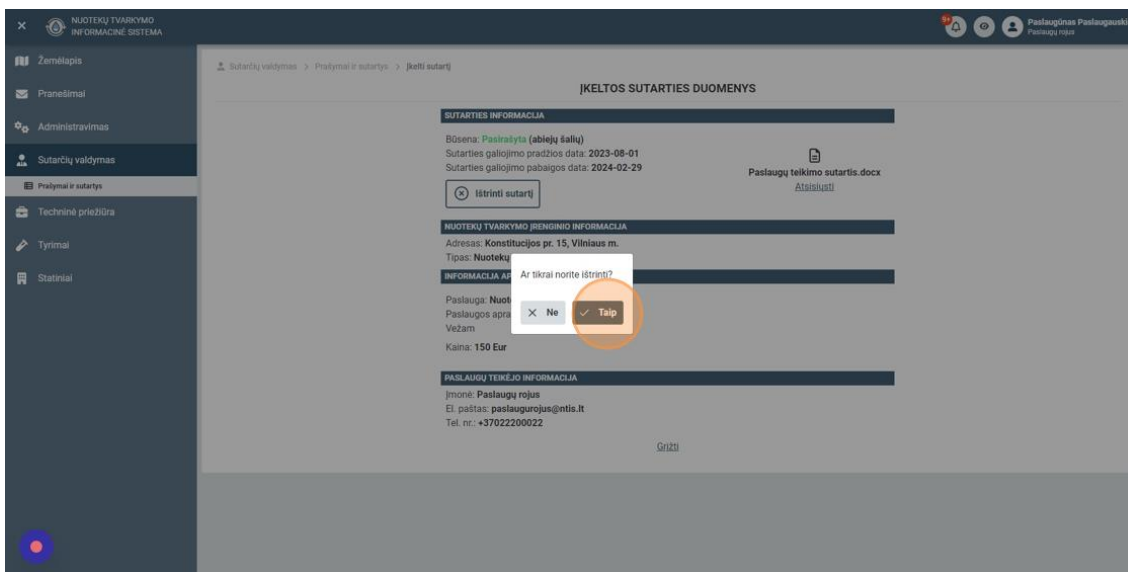 NUOTEKŲ TVARKYMO
INFORMACINĖ SISTEMA
9+
Paslaugūnas Paslaugauski
Paslaugų rojus
Žemėlapis
Pranešimai
Administravimas
Sutarčių valdymas
Prašymai ir sutartys
Techninė priežiūra
Tyrimai
Statiniai
Sutarčių valdymas > Prašymai ir sutartys > Įkelti sutartį
ĮKELTOS SUTARTIES DUOMENYS
SUTARTIES INFORMACIJA
Būsena: Pasirašyta (abiejų šalių)
Sutarties galiojimo pradžios data: 2023-08-01
Sutarties galiojimo pabaigos data: 2024-02-29
Ištrinti sutartį
Paslaugų teikimo sutartis.docx
Atsisiųsti
NUOTEKŲ TVARKYMO ĮRENGINIO INFORMACIJA
Adresas: Konstitucijos pr. 15, Vilniaus m.
Tipas: Nuotekų
INFORMACIJA AP
Paslauga: Nuot
Paslaugos apra
Vežam
Kaina: 150 Eur
Ar tikrai norite ištrinti?
Ne
Taip
PASLAUGŲ TEIKĖJO INFORMACIJA
Įmonė: Paslaugų rojus
El. paštas: paslaugurojus@ntis.lt
Tel. nr.: +37022200022
Grįžti